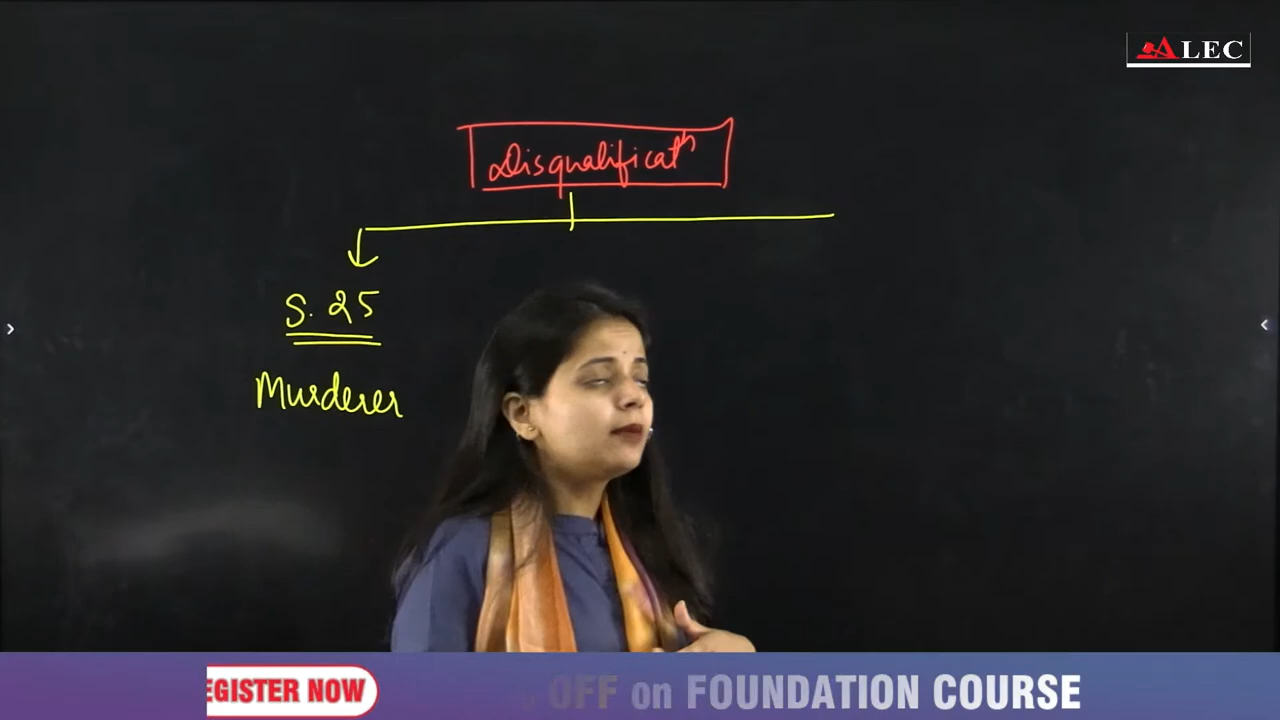 ALEC
Disqualificatⁿ
S. 25
Murderer
EGISTER NOW
OFF on FOUNDATION COURSE